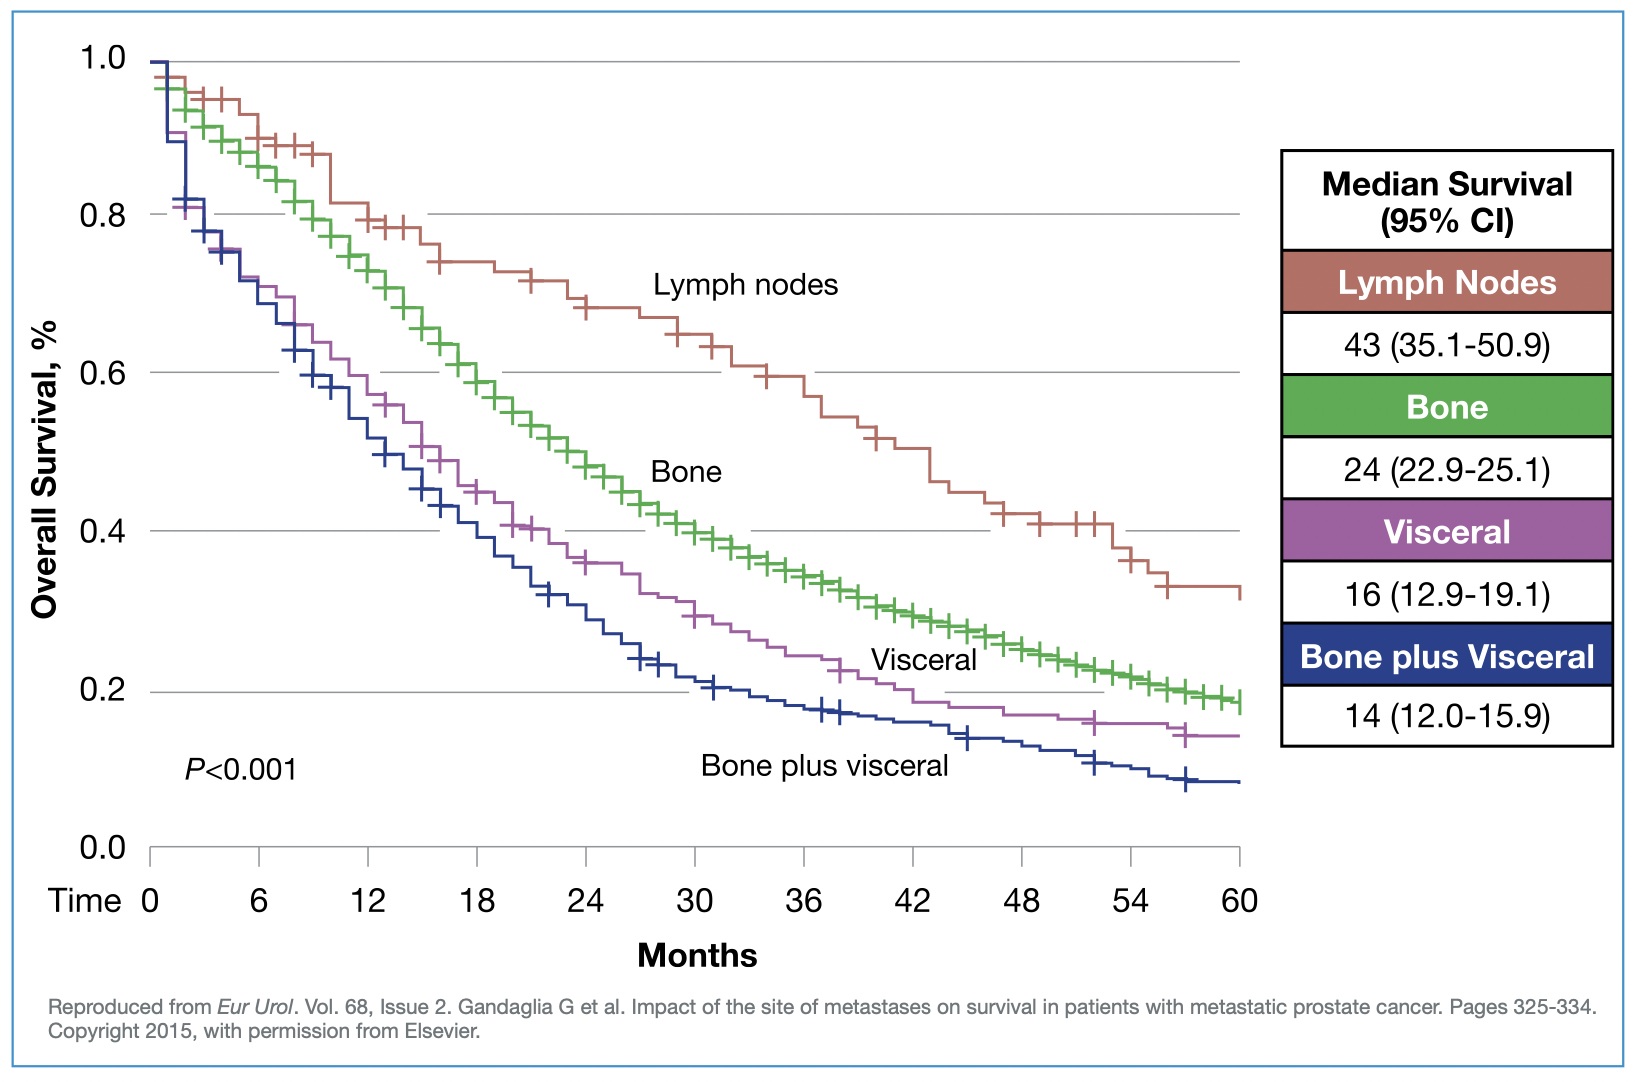 1.0
0.8
0.6
0.4
0.2
0.0
Overall Survival, %
Lymph nodes
Bone
Visceral
Bone plus visceral
P<0.001
Time 0 6 12 18 24 30 36 42 48 54 60
Months
Median Survival
(95% CI)
Lymph Nodes
43 (35.1-50.9)
Bone
24 (22.9-25.1)
Visceral
16 (12.9-19.1)
Bone plus Visceral
14 (12.0-15.9)
Reproduced from Eur Urol. Vol. 68, Issue 2. Gandaglia G et al. Impact of the site of metastases on survival in patients with metastatic prostate cancer. Pages 325-334.
Copyright 2015, with permission from Elsevier.